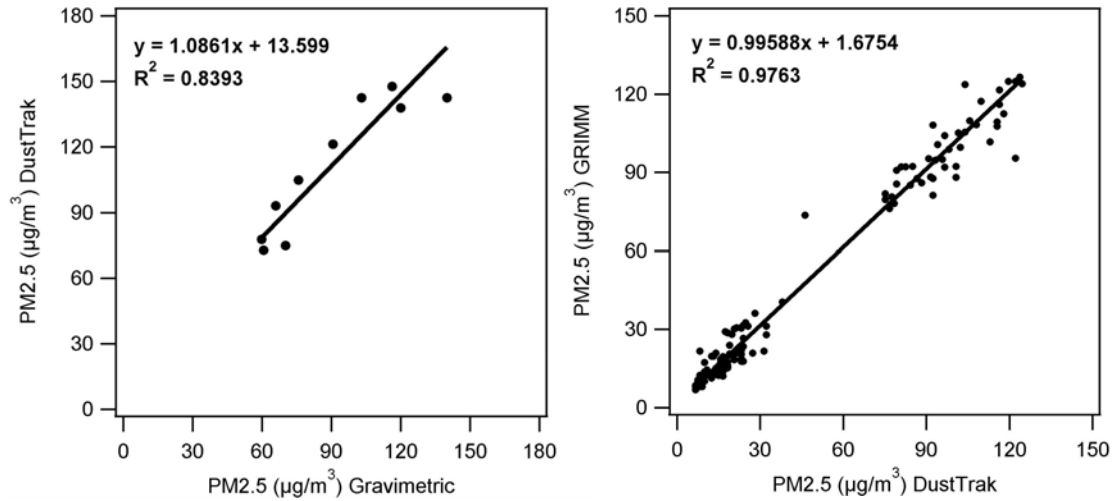 y = 1.0861x + 13.599
R² = 0.8393
PM2.5 (µg/m³) DustTrak
180
150
120
90
60
30
0
0 30 60 90 120 150 180
PM2.5 (µg/m³) Gravimetric
y = 0.99588x + 1.6754
R² = 0.9763
PM2.5 (µg/m³) GRIMM
150
120
90
60
30
0
0 30 60 90 120 150
PM2.5 (µg/m³) DustTrak